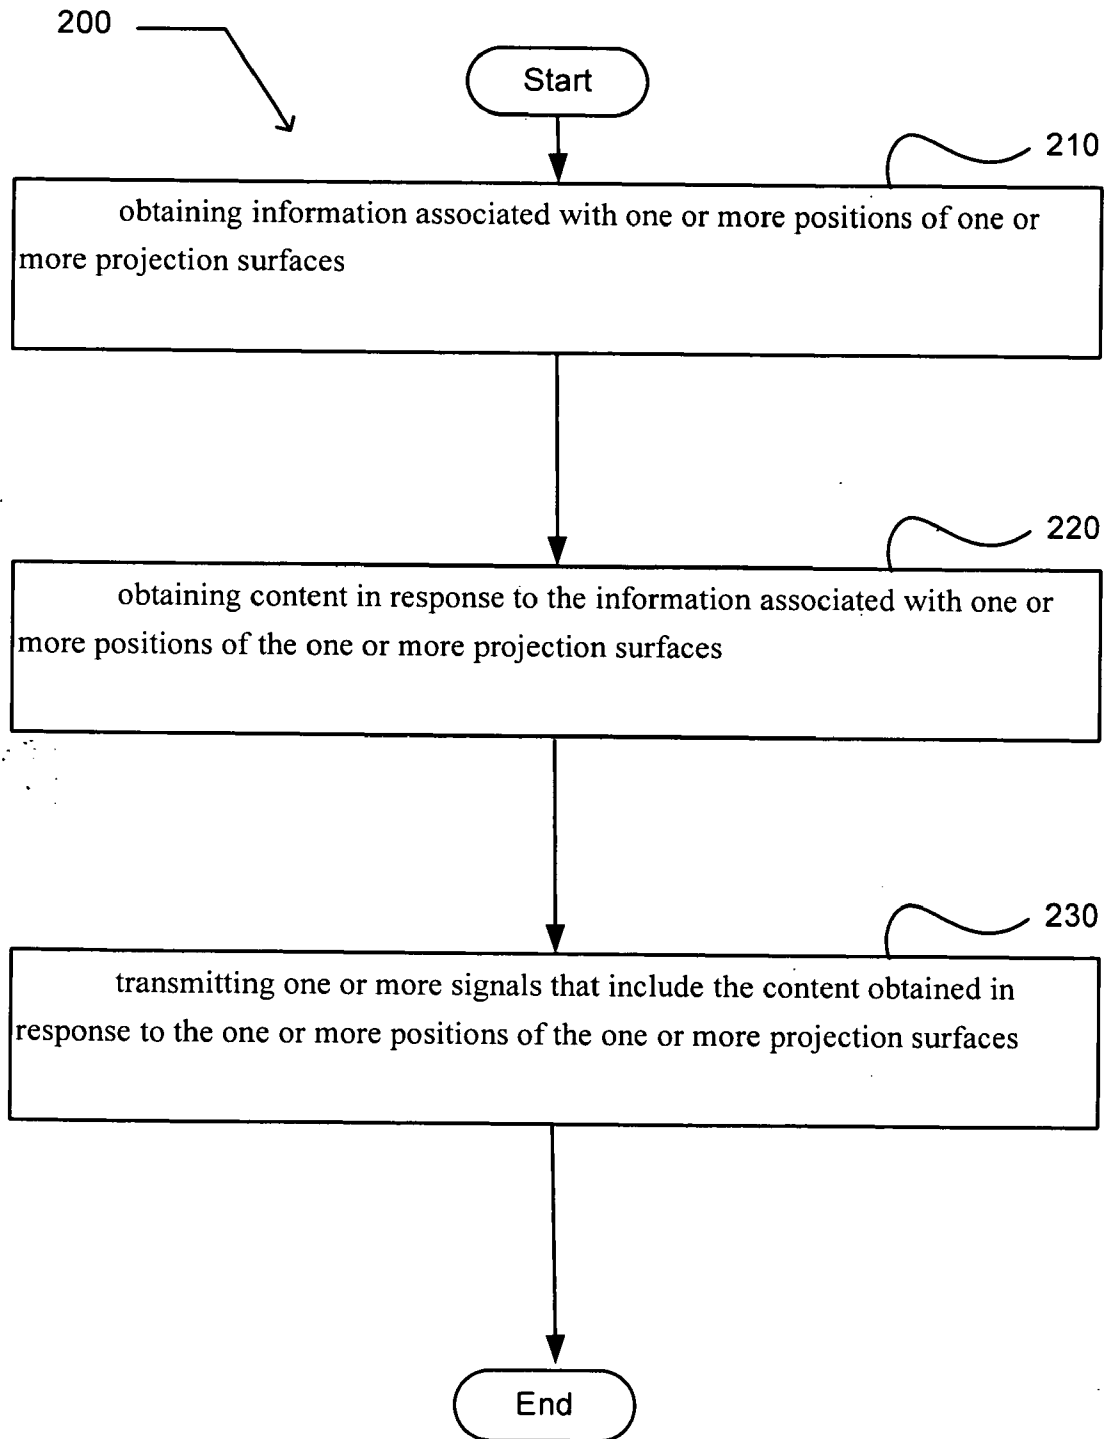 200
Start
210
obtaining information associated with one or more positions of one or
more projection surfaces
220
obtaining content in response to the information associated with one or
more positions of the one or more projection surfaces
230
transmitting one or more signals that include the content obtained in
response to the one or more positions of the one or more projection surfaces
End